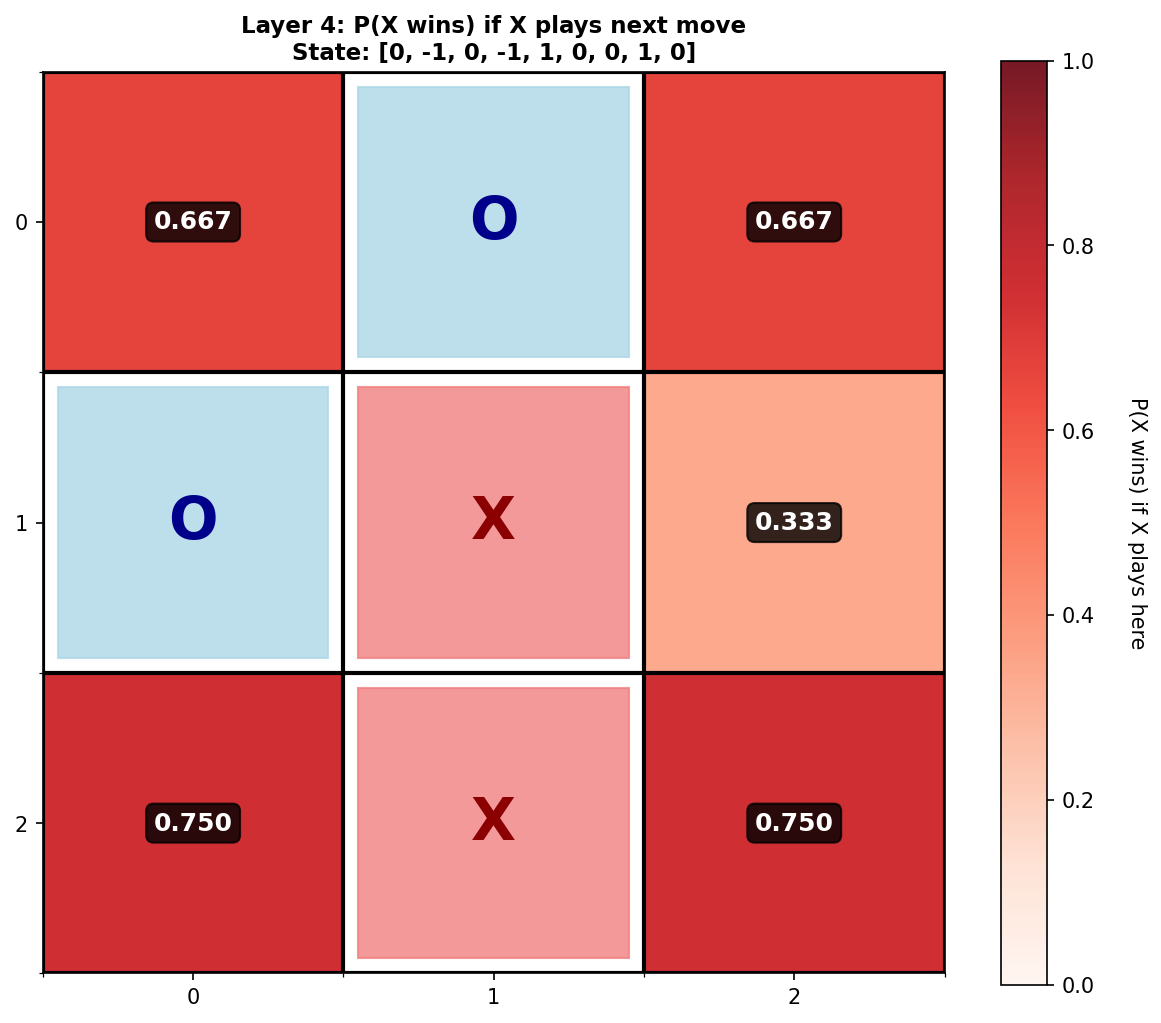 Layer 4: P(X wins) if X plays next move
State: [0, -1, 0, -1, 1, 0, 0, 1, 0]
0
0.667
O
0.667
1
O
X
0.333
2
0.750
X
0.750
0
1
2
1.0
0.8
0.6
0.4
0.2
0.0
P(X wins) if X plays here